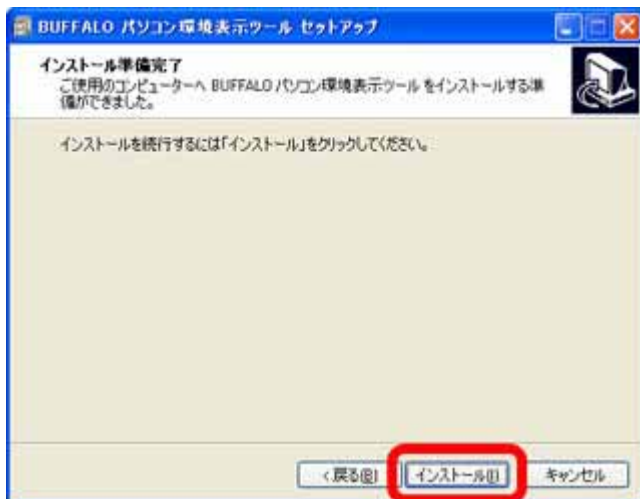 BUFFALO パソコン環境表示ツール セットアップ
インストール準備完了
ご使用のコンピューターへ BUFFALO パソコン環境表示ツール をインストールする準
備ができました。
インストールを続行するには「インストール」をクリックしてください。
< 戻る(B) インストール(I) キャンセル